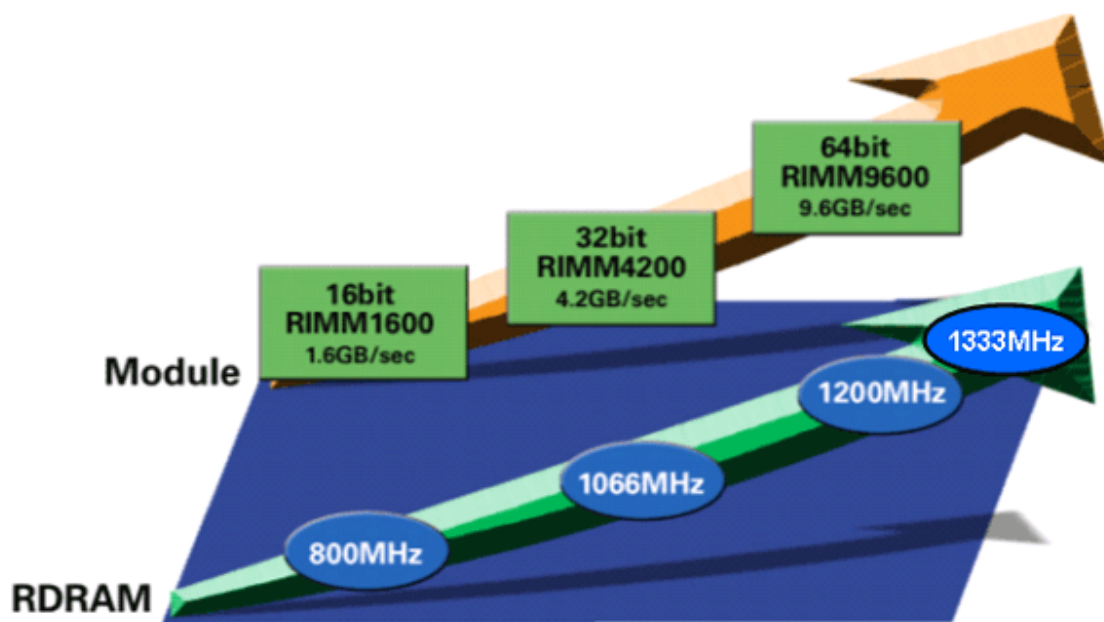 64bit
RIMM9600
9.6GB/sec
32bit
RIMM4200
4.2GB/sec
16bit
RIMM1600
1.6GB/sec
Module
1333MHz
1200MHz
1066MHz
800MHz
RDRAM